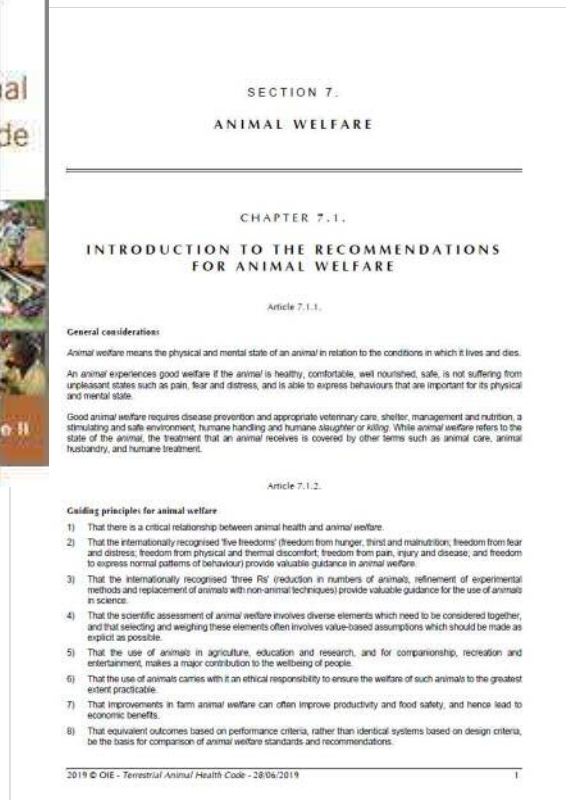 al
de
e II
SECTION 7.
ANIMAL WELFARE
CHAPTER 7.1.
INTRODUCTION TO THE RECOMMENDATIONS
FOR ANIMAL WELFARE
Article 7.1.1.
General considerations
Animal welfare means the physical and mental state of an animal in relation to the conditions in which it lives and dies.
An animal experiences good welfare if the animal is healthy, comfortable, well nourished, safe, is not suffering from
unpleasant states such as pain, fear and distress, and is able to express behaviours that are important for its physical
and mental state.
Good animal welfare requires disease prevention and appropriate veterinary care, shelter, management and nutrition, a
stimulating and safe environment, humane handling and humane slaughter or killing. While animal welfare refers to the
state of the animal, the treatment that an animal receives is covered by other terms such as animal care, animal
husbandry, and humane treatment.
Article 7.1.2.
Guiding principles for animal welfare
1) That there is a critical relationship between animal health and animal welfare.
2) That the internationally recognised 'five freedoms' (freedom from hunger, thirst and malnutrition; freedom from fear
and distress; freedom from physical and thermal discomfort; freedom from pain, injury and disease; and freedom
to express normal patterns of behaviour) provide valuable guidance in animal welfare.
3) That the internationally recognised 'three Rs' (reduction in numbers of animals, refinement of experimental
methods and replacement of animals with non-animal techniques) provide valuable guidance for the use of animals
in science.
4) That the scientific assessment of animal welfare involves diverse elements which need to be considered together,
and that selecting and weighing these elements often involves value-based assumptions which should be made as
explicit as possible.
5) That the use of animals in agriculture, education and research, and for companionship, recreation and
entertainment, makes a major contribution to the wellbeing of people.
6) That the use of animals carries with it an ethical responsibility to ensure the welfare of such animals to the greatest
extent practicable.
7) That improvements in farm animal welfare can often improve productivity and food safety, and hence lead to
economic benefits.
8) That equivalent outcomes based on performance criteria, rather than identical systems based on design criteria,
be the basis for comparison of animal welfare standards and recommendations.
2019 © OIE - Terrestrial Animal Health Code - 28/06/2019 1